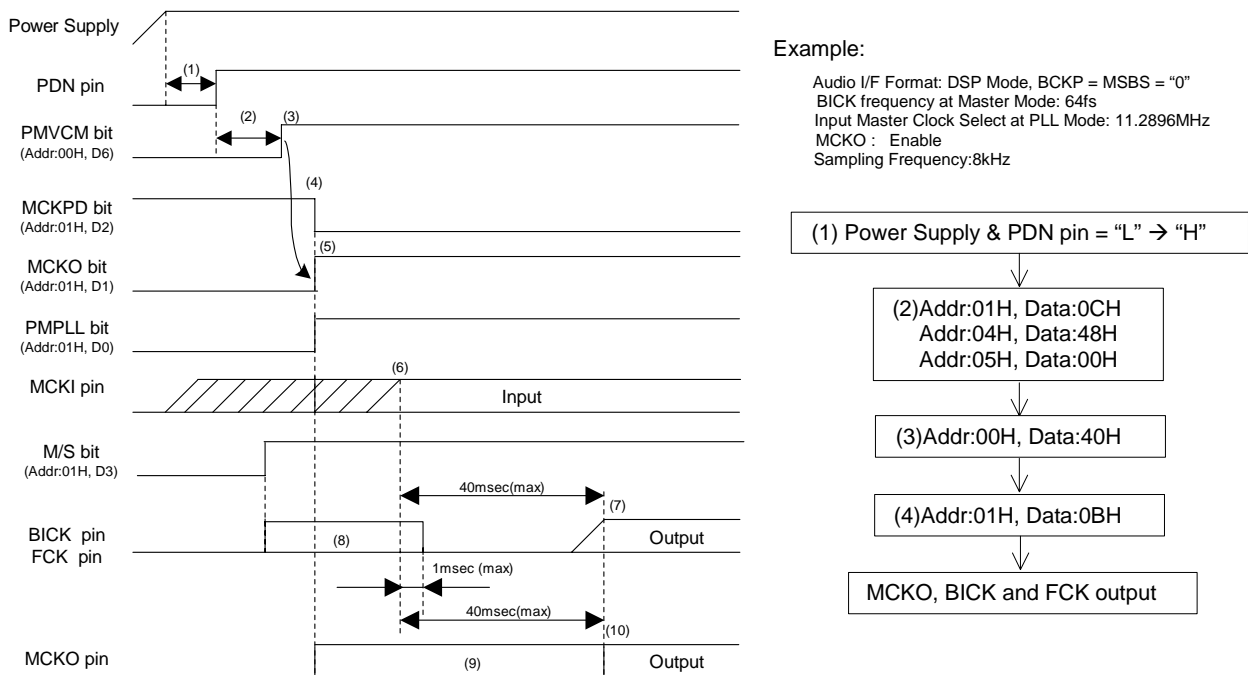 Power Supply
(1)
PDN pin
(2)
(3)
PMVCM bit
(Addr:00H, D6)
(4)
MCKPD bit
(Addr:01H, D2)
(5)
MCKO bit
(Addr:01H, D1)
PMPLL bit
(Addr:01H, D0)
(6)
MCKI pin
Input
M/S bit
(Addr:01H, D3)
40msec(max)
(7)
BICK pin
FCK pin
(8)
Output
1msec (max)
40msec(max)
(10)
MCKO pin
(9)
Output
Example:
Audio I/F Format: DSP Mode, BCKP = MSBS = “0”
BICK frequency at Master Mode: 64fs
Input Master Clock Select at PLL Mode: 11.2896MHz
MCKO : Enable
Sampling Frequency:8kHz
(1) Power Supply & PDN pin = “L” → “H”
(2)Addr:01H, Data:0CH
Addr:04H, Data:48H
Addr:05H, Data:00H
(3)Addr:00H, Data:40H
(4)Addr:01H, Data:0BH
MCKO, BICK and FCK output